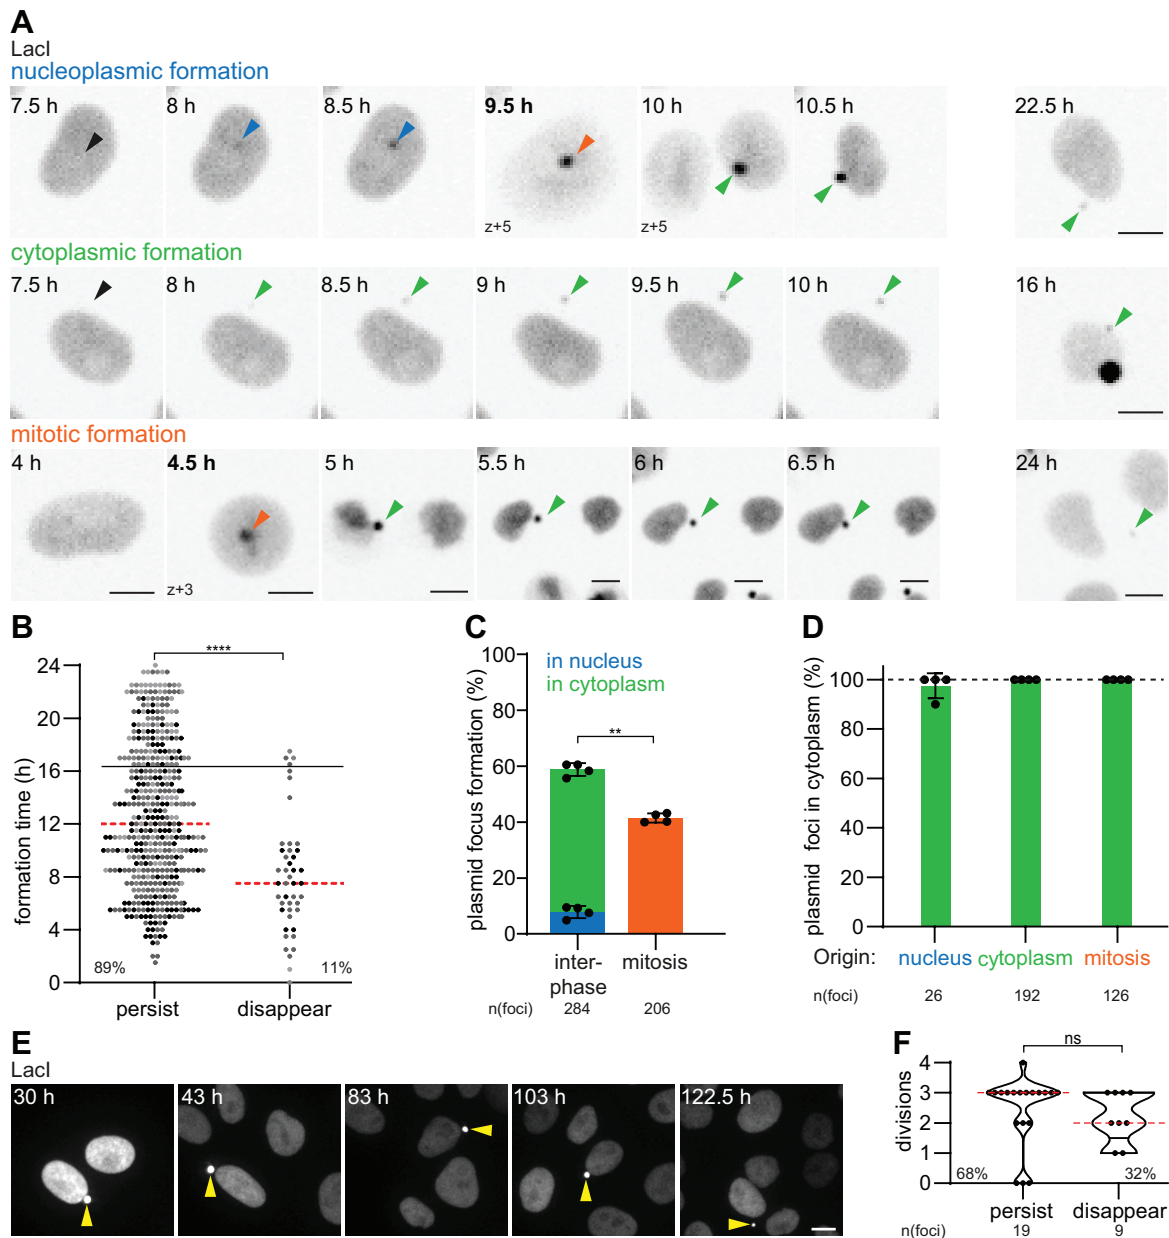 A
LacI
nucleoplasmic formation
7.5 h 8 h 8.5 h 9.5 h 10 h 10.5 h 22.5 h
z+5 z+5
cytoplasmic formation
7.5 h 8 h 8.5 h 9 h 9.5 h 10 h 16 h
mitotic formation
4 h 4.5 h 5 h 5.5 h 6 h 6.5 h 24 h
z+3
B
formation time (h)
24
20
16
12
8
4
0
****
89% 11%
persist disappear
C
plasmid focus formation (%)
100
80
60
40
20
0
in nucleus
in cytoplasm
**
inter-
phase
mitosis
n(foci) 284 206
D
plasmid foci in cytoplasm (%)
100
80
60
40
20
0
Origin: nucleus cytoplasm mitosis
n(foci) 26 192 126
E
LacI
30 h 43 h 83 h 103 h 122.5 h
F
divisions
4
3
2
1
0
ns
68% 32%
persist disappear
n(foci) 19 9